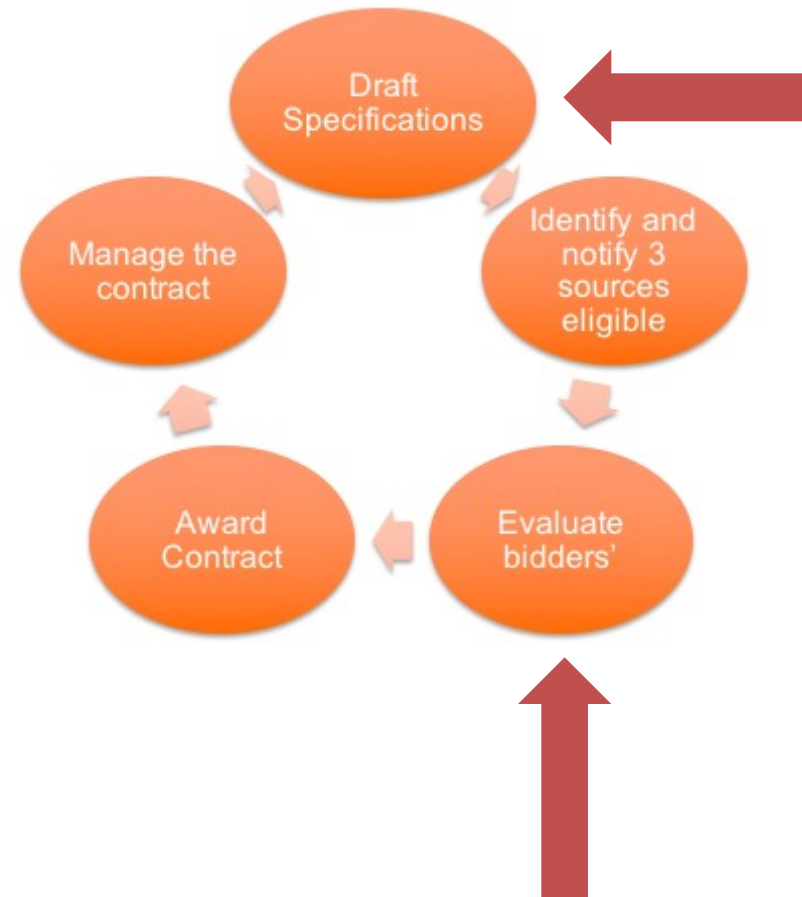 Draft
Specifications
Identify and
notify 3
sources
eligible
Manage the
contract
Award
Contract
Evaluate
bidders’